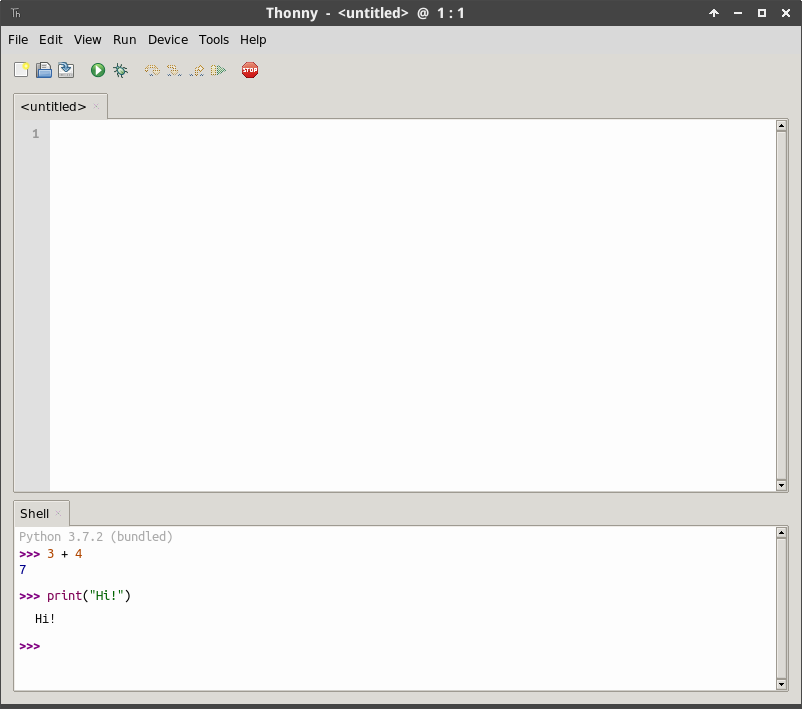 Th Thonny - <untitled> @ 1 : 1
File Edit View Run Device Tools Help
STOP
<untitled> ×
1
Shell ×
Python 3.7.2 (bundled)
>>> 3 + 4
7
>>> print("Hi!")
Hi!
>>>